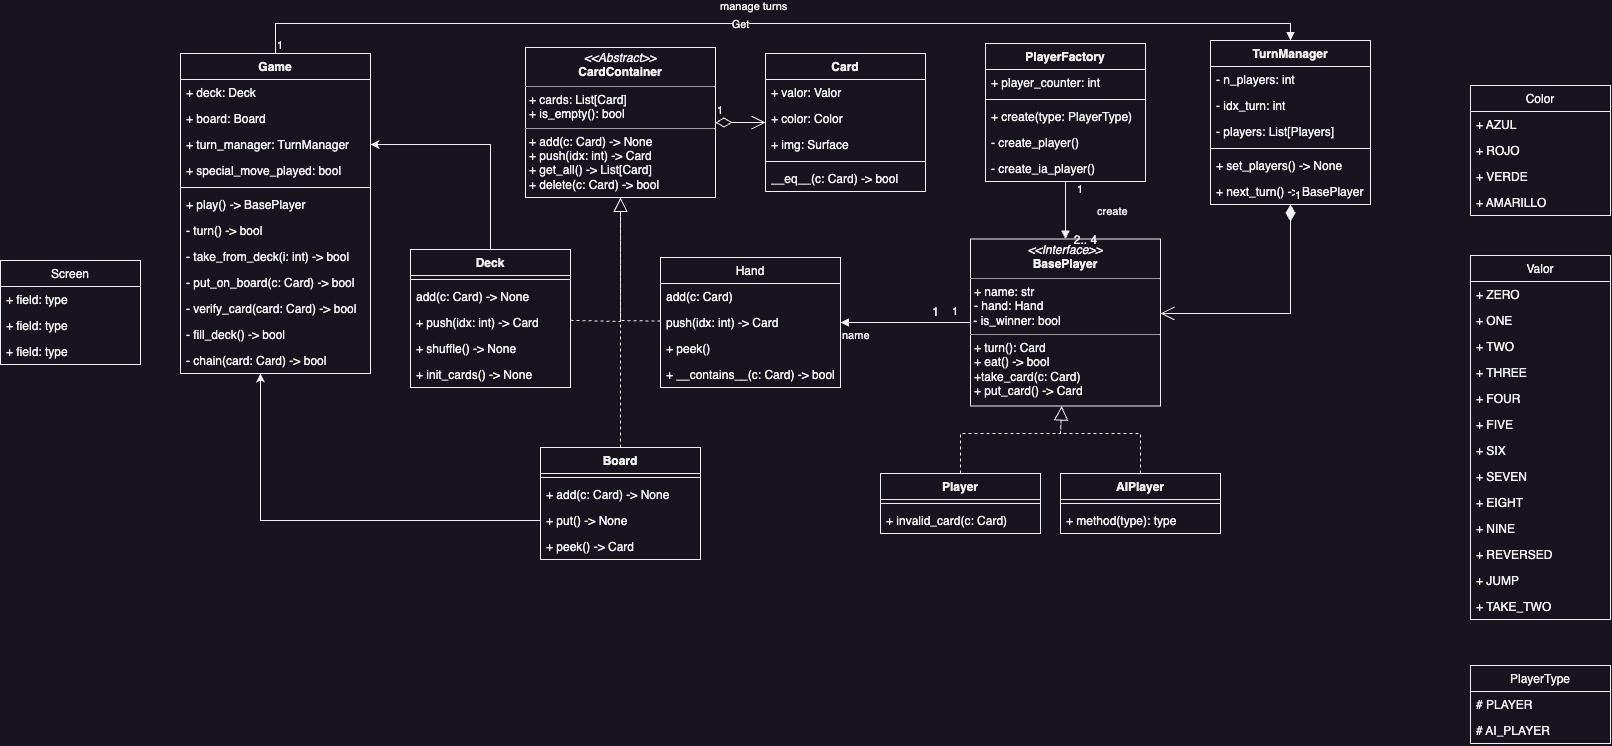 manage turns
Get
1
Game
+ deck: Deck
+ board: Board
+ turn_manager: TurnManager
+ special_move_played: bool
+ play() -> BasePlayer
- turn() -> bool
- take_from_deck(i: int) -> bool
- put_on_board(c: Card) -> bool
- verify_card(card: Card) -> bool
- fill_deck() -> bool
- chain(card: Card) -> bool
Screen
+ field: type
+ field: type
+ field: type
<<Abstract>>
CardContainer
+ cards: List[Card]
+ is_empty(): bool
+ add(c: Card) -> None
+ push(idx: int) -> Card
+ get_all() -> List[Card]
+ delete(c: Card) -> bool
1
Card
+ valor: Valor
+ color: Color
+ img: Surface
__eq__(c: Card) -> bool
PlayerFactory
+ player_counter: int
+ create(type: PlayerType)
- create_player()
- create_ia_player()
1
create
2.. 4
TurnManager
- n_players: int
- idx_turn: int
- players: List[Players]
+ set_players() -> None
+ next_turn() -> BasePlayer
1
Deck
add(c: Card) -> None
+ push(idx: int) -> Card
+ shuffle() -> None
+ init_cards() -> None
Hand
add(c: Card)
push(idx: int) -> Card
+ peek()
+ __contains__(c: Card) -> bool
1
1
name
<<Interface>>
BasePlayer
+ name: str
- hand: Hand
- is_winner: bool
+ turn(): Card
+ eat() -> bool
+take_card(c: Card)
+ put_card() -> Card
Board
+ add(c: Card) -> None
+ put() -> None
+ peek() -> Card
Player
+ invalid_card(c: Card)
AIPlayer
+ method(type): type
Color
+ AZUL
+ ROJO
+ VERDE
+ AMARILLO
Valor
+ ZERO
+ ONE
+ TWO
+ THREE
+ FOUR
+ FIVE
+ SIX
+ SEVEN
+ EIGHT
+ NINE
+ REVERSED
+ JUMP
+ TAKE_TWO
PlayerType
# PLAYER
# AI_PLAYER